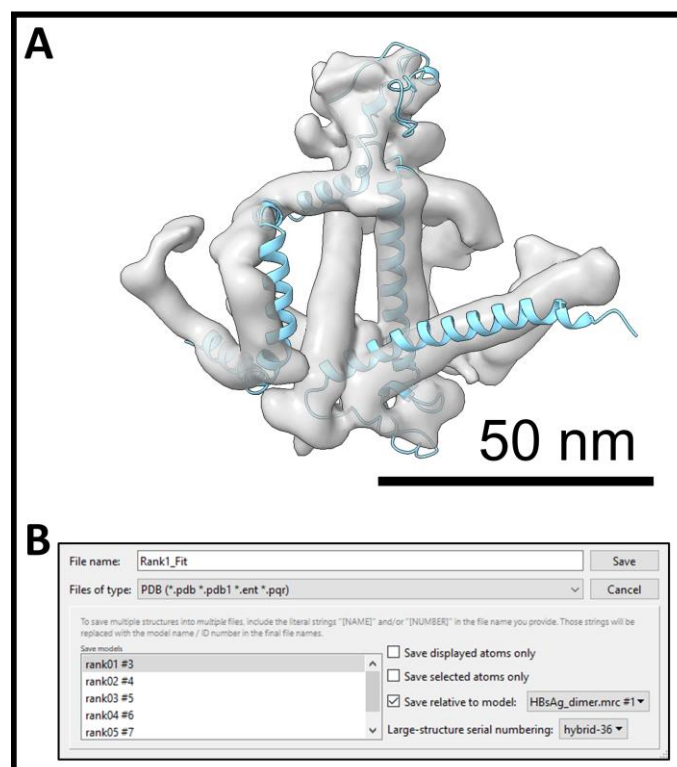 A
50 nm
B
File name: Rank1_Fit Save
Files of type: PDB (*.pdb *.pdb1 *.ent *.pqr) Cancel
To save multiple structures into multiple files, include the literal strings "[NAME]" and/or "[NUMBER]" in the file name you provide. Those strings will
be replaced with the model name / ID number in the final file names.
Save models
rank01 #3
rank02 #4
rank03 #5
rank04 #6
rank05 #7
Save displayed atoms only
Save selected atoms only
Save relative to model: HBsAg_dimer.mrc #1
Large-structure serial numbering: hybrid-36